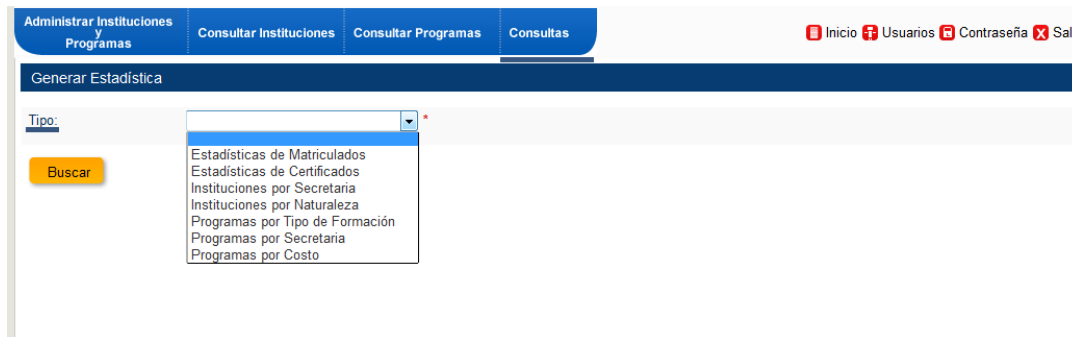 Administrar Instituciones
y
Programas
Consultar Instituciones
Consultar Programas
Consultas
Inicio Usuarios Contraseña Sal
Generar Estadística
Tipo: *
Estadísticas de Matriculados
Estadísticas de Certificados
Instituciones por Secretaria
Instituciones por Naturaleza
Programas por Tipo de Formación
Programas por Secretaria
Programas por Costo
Buscar